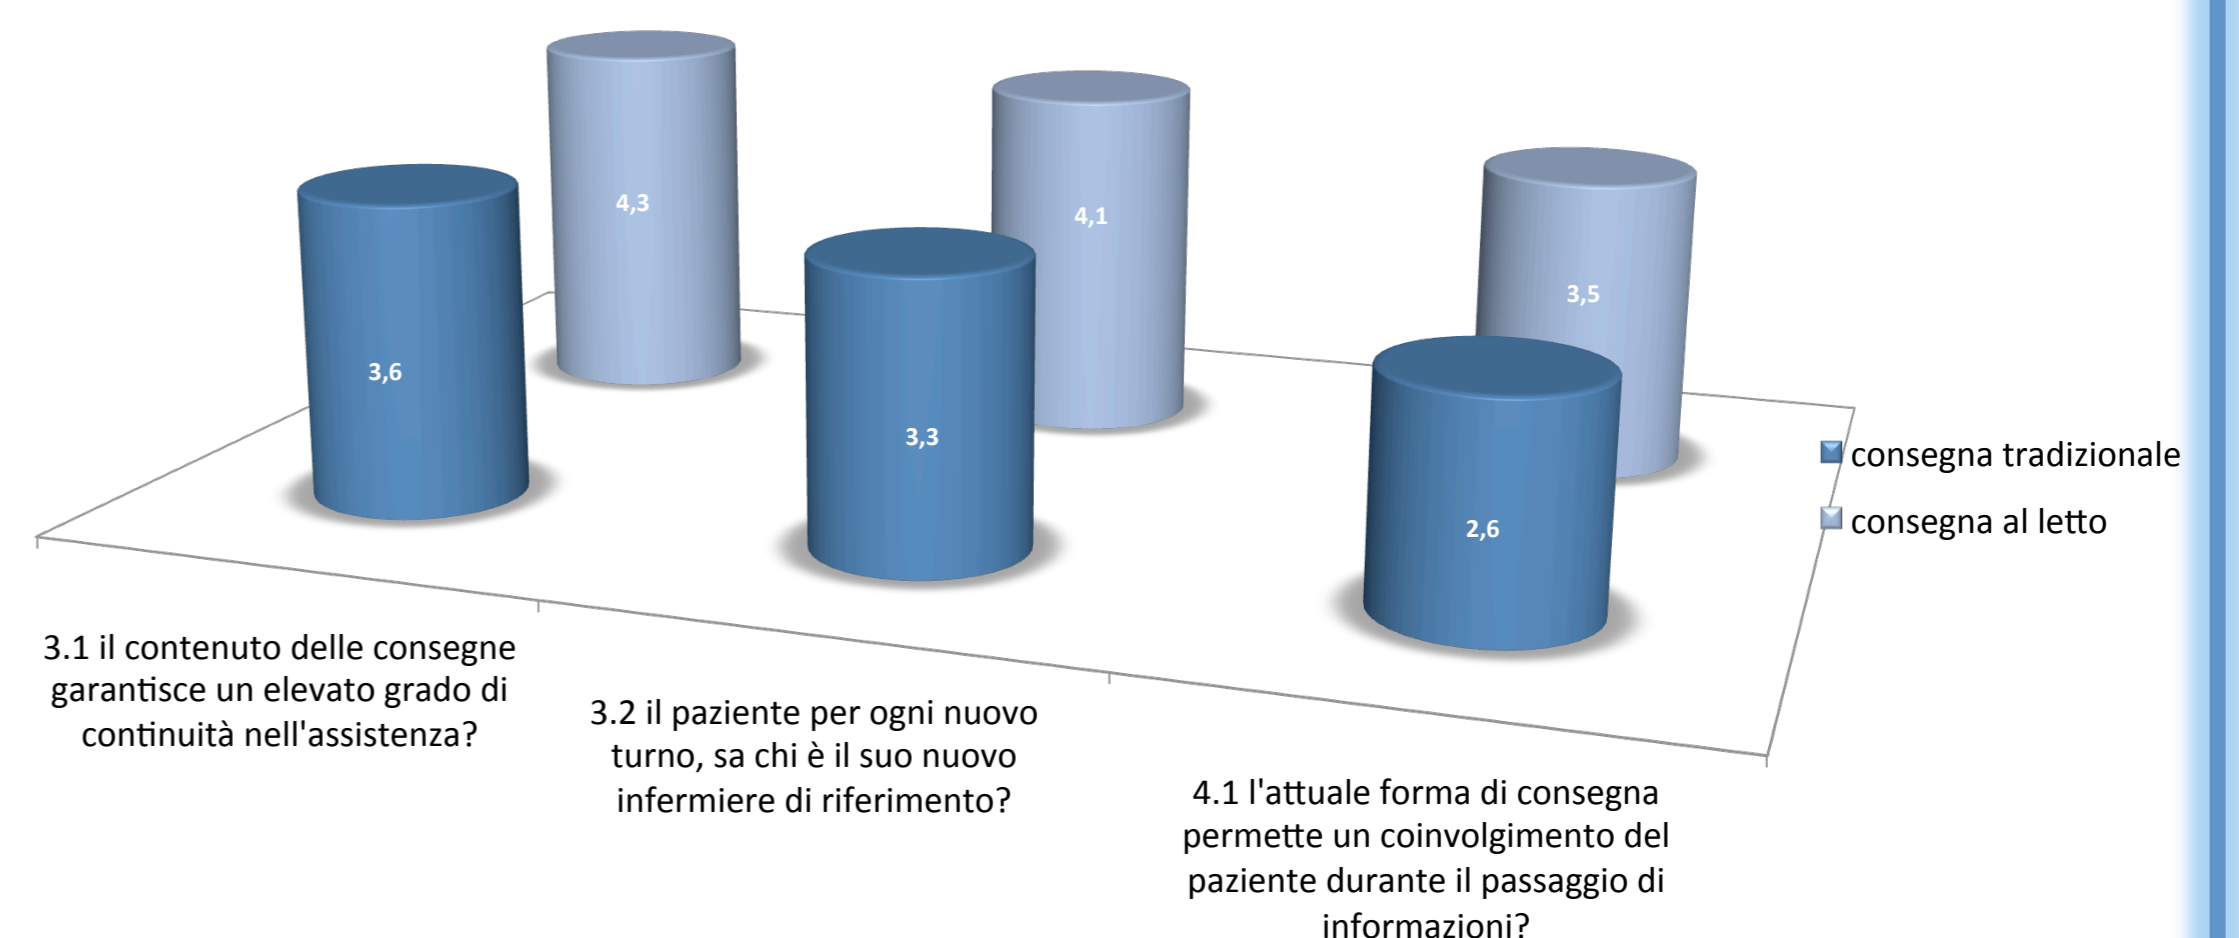 4,3
4,1
3,5
3,6
3,3
2,6
consegna tradizionale
consegna al letto
3.1 il contenuto delle consegne
garantisce un elevato grado di
continuità nell'assistenza?
3.2 il paziente per ogni nuovo
turno, sa chi è il suo nuovo
infermiere di riferimento?
4.1 l'attuale forma di consegna
permette un coinvolgimento del
paziente durante il passaggio di
informazioni?